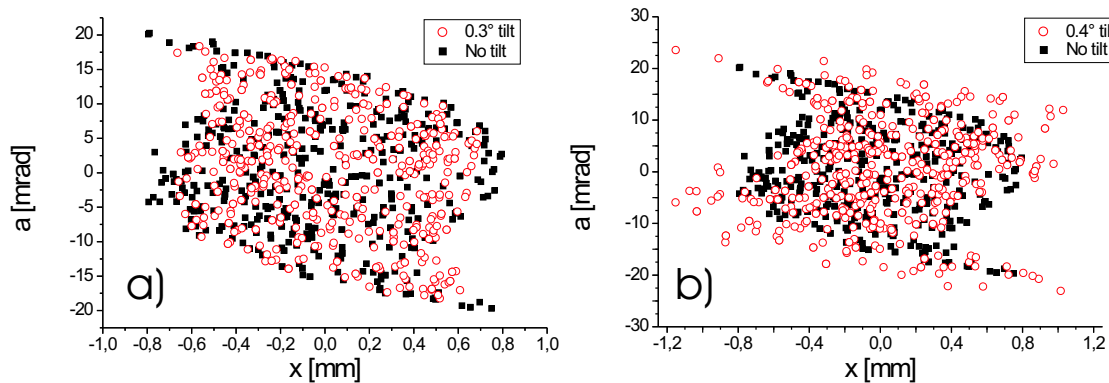 20
15
10
5
0
-5
-10
-15
-20
a [mrad]
0.3° tilt
No tilt
a)
-1,0 -0,8 -0,6 -0,4 -0,2 0,0 0,2 0,4 0,6 0,8 1,0
x [mm]
30
20
10
0
-10
-20
-30
a [mrad]
0.4° tilt
No tilt
b)
-1,2 -0,8 -0,4 0,0 0,4 0,8 1,2
x [mm]